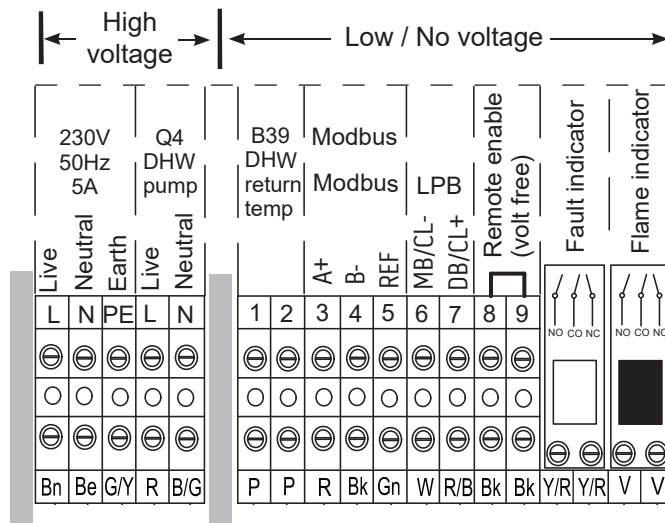 High voltage
Low / No voltage
230V
50Hz
5A
Q4
DHW
pump
B39
DHW
return
temp
Modbus
Modbus
LPB
Remote enable
(volt free)
Fault indicator
Flame indicator
Live
Neutral
Earth
Live
Neutral
A+
B-
REF
MB/CL-
DB/CL+
L N PE L N 1 2 3 4 5 6 7 8 9
NO CO NC NO CO NC
Bn Be G/Y R B/G P P R Bk Gn W R/B Bk Bk Y/R Y/R V V